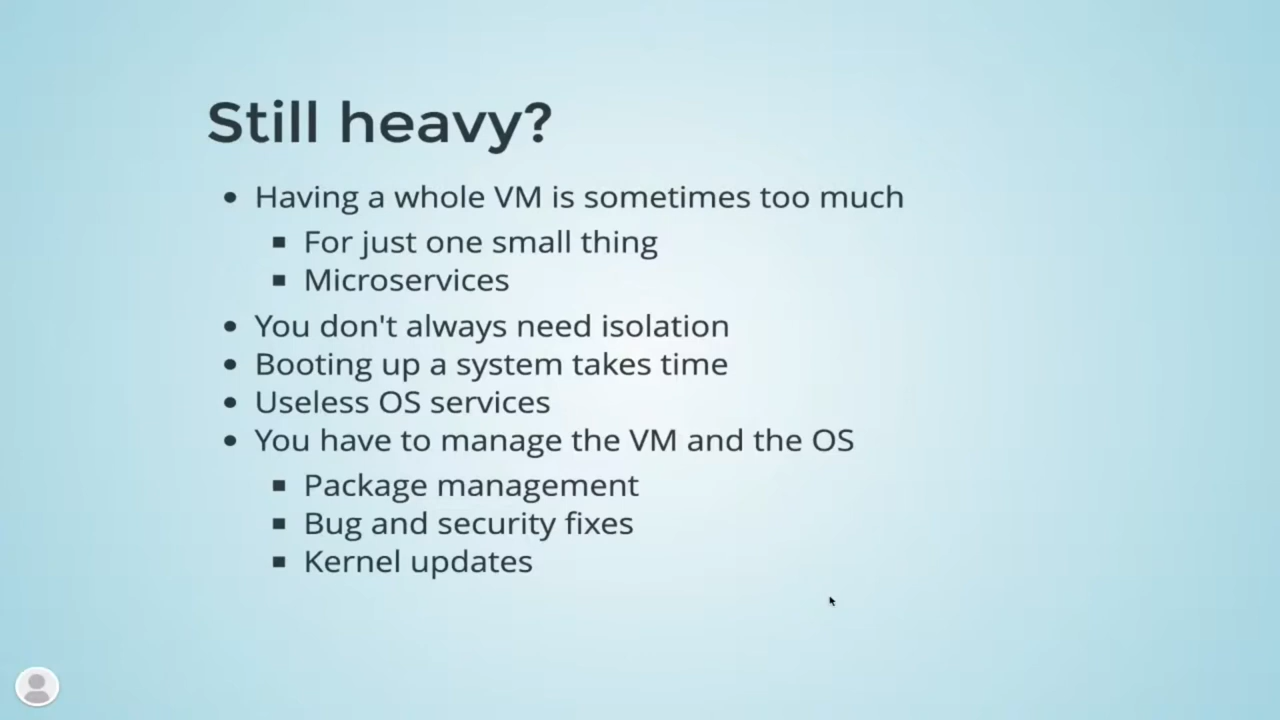 Still heavy?
Having a whole VM is sometimes too much
For just one small thing
Microservices
You don't always need isolation
Booting up a system takes time
Useless OS services
You have to manage the VM and the OS
Package management
Bug and security fixes
Kernel updates